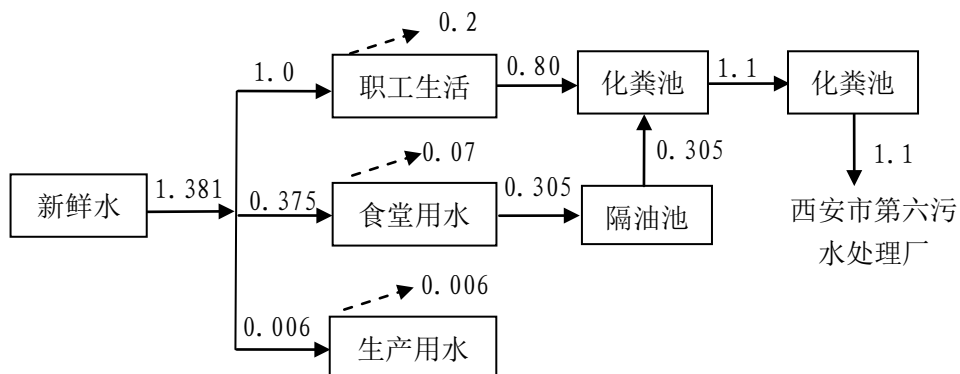 0.2
1.0
职工生活
0.80
化粪池
1.1
化粪池
0.07
0.305
1.1
新鲜水
1.381
0.375
食堂用水
0.305
隔油池
西安市第六污
水处理厂
0.006
0.006
生产用水